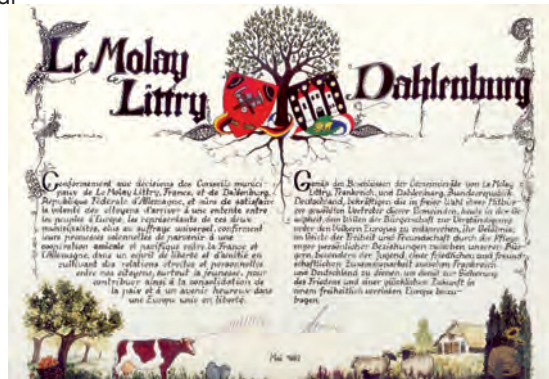 Le Molay
Littry
Dahlenburg
Conformement aux décisions des Conseils munici-
paux de Le Molay Littry, France, et de Dahlenburg,
République Fédérale d'Allemagne, et sûrs de satisfaire
la volonté des citoyens d'arriver à une entente entre
les peuples d'Europe, les représentants de ces deux
municipalités, élus au suffrage universel, confirment
leurs promesses solennelles de parvenir à une
coopération amicale et pacifique entre la France et
l'Allemagne, dans un esprit de liberté et d'amitié en
cultivant des relations étroites et personnelles
entre nos citoyens, surtout la jeunesse, pour
contribuer ainsi à la consolidation de
la paix et à un avenir heureux dans
une Europe unie en liberté.
Gemäß den Beschlüssen der Gemeinderäte von Le Molay
Littry, Frankreich, und Dahlenburg, Bundesrepublik
Deutschland, bekräftigen die in freier Wahl ihrer Mitbür-
ger gewählten Vertreter dieser Gemeinden, heute in der Ge-
wißheit, dem Willen der Bürgerschaft zur Verständigung
unter den Völkern Europas zu entsprechen, ihr Gelöbnis,
im Geiste der Freiheit und Freundschaft durch die Pflege
enger persönlicher Beziehungen zwischen unseren Bür-
gern, besonders der Jugend, einer friedlichen und freund-
schaftlichen Zusammenarbeit zwischen Frankreich
und Deutschland zu dienen, um damit zur Sicherung
des Friedens und einer glücklichen Zukunft in
einem freiheitlich vereinten Europa beizu-
tragen.
Mai